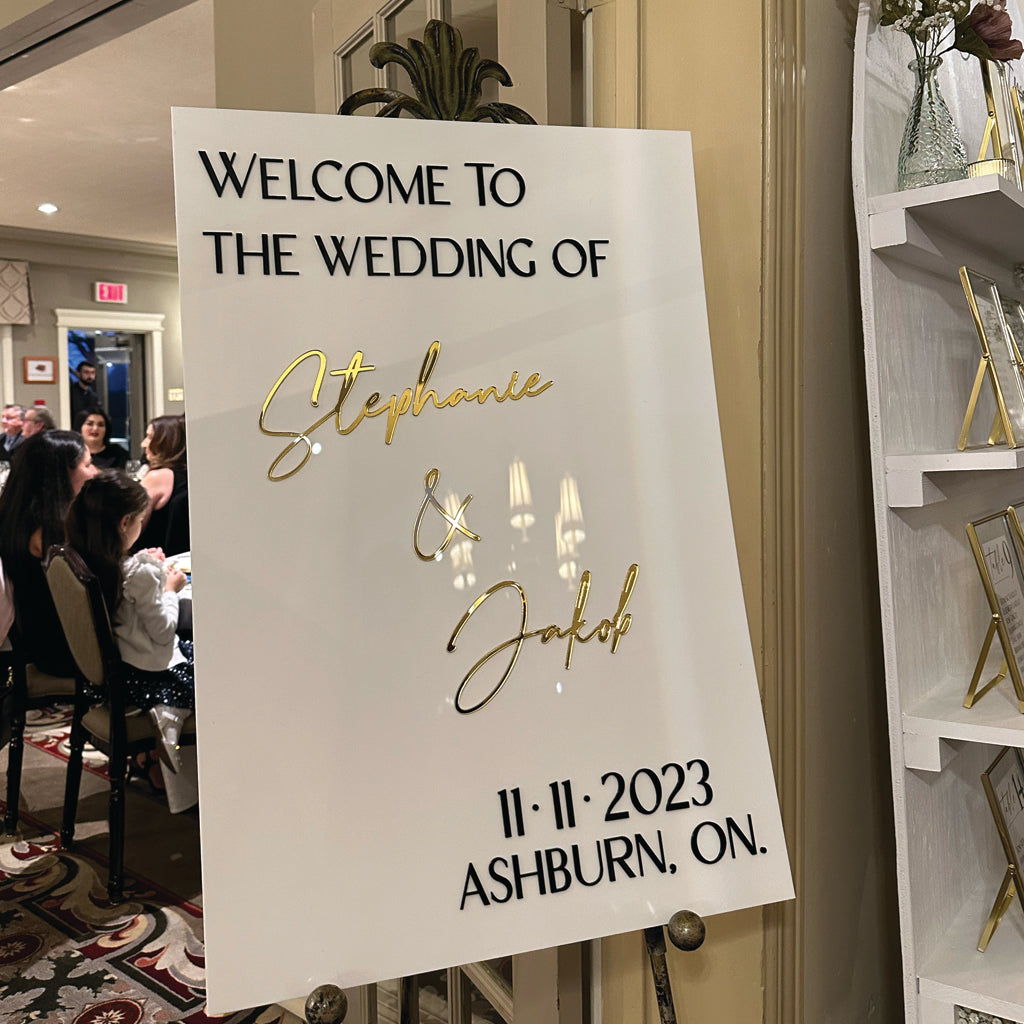 WELCOME TO
THE WEDDING OF
Stephanie
&
Jakob
11·11·2023
ASHBURN, ON.
EXIT